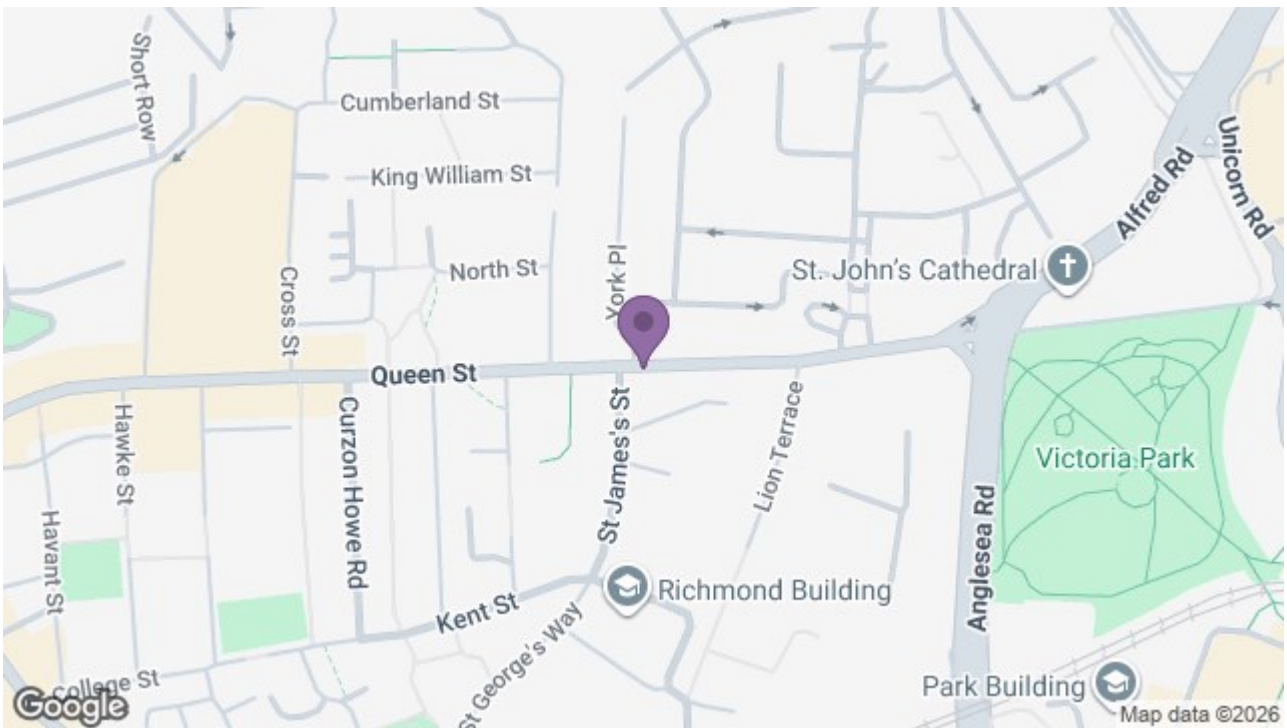 Short Row
Cumberland St
Unicorn Rd
King William St
Alfred Rd
York Pl
North St
St. John's Cathedral
Cross St
Queen St
Curzon Howe Rd
St James's St
Lion Terrace
Hawke St
Victoria Park
Anglesea Rd
Havant St
Richmond Building
Kent St
St George's Way
College St
Park Building
Google
Map data ©2026